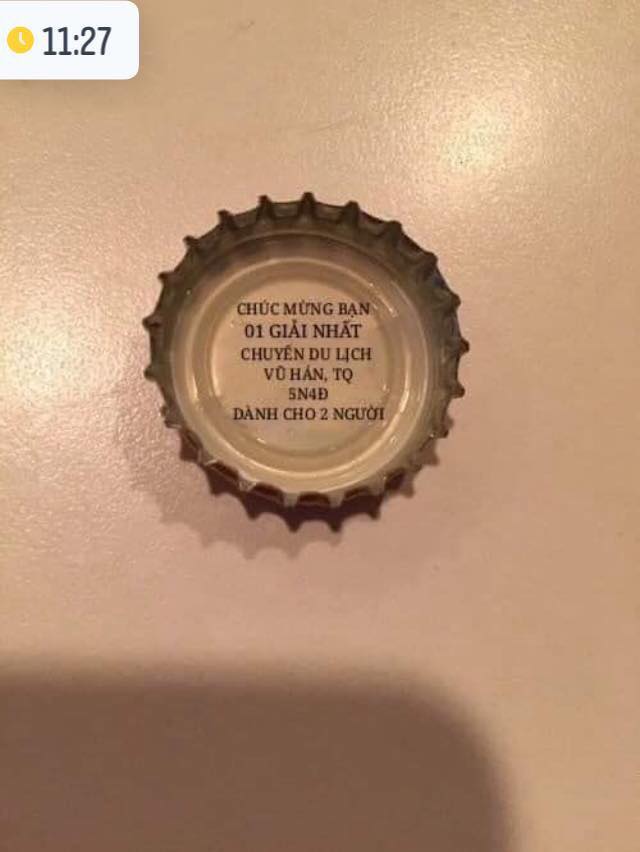 11:27
CHÚC MỪNG BẠN
01 GIẢI NHẤT
CHUYẾN DU LỊCH
VŨ HÁN, TQ
5N4Đ
DÀNH CHO 2 NGƯỜI